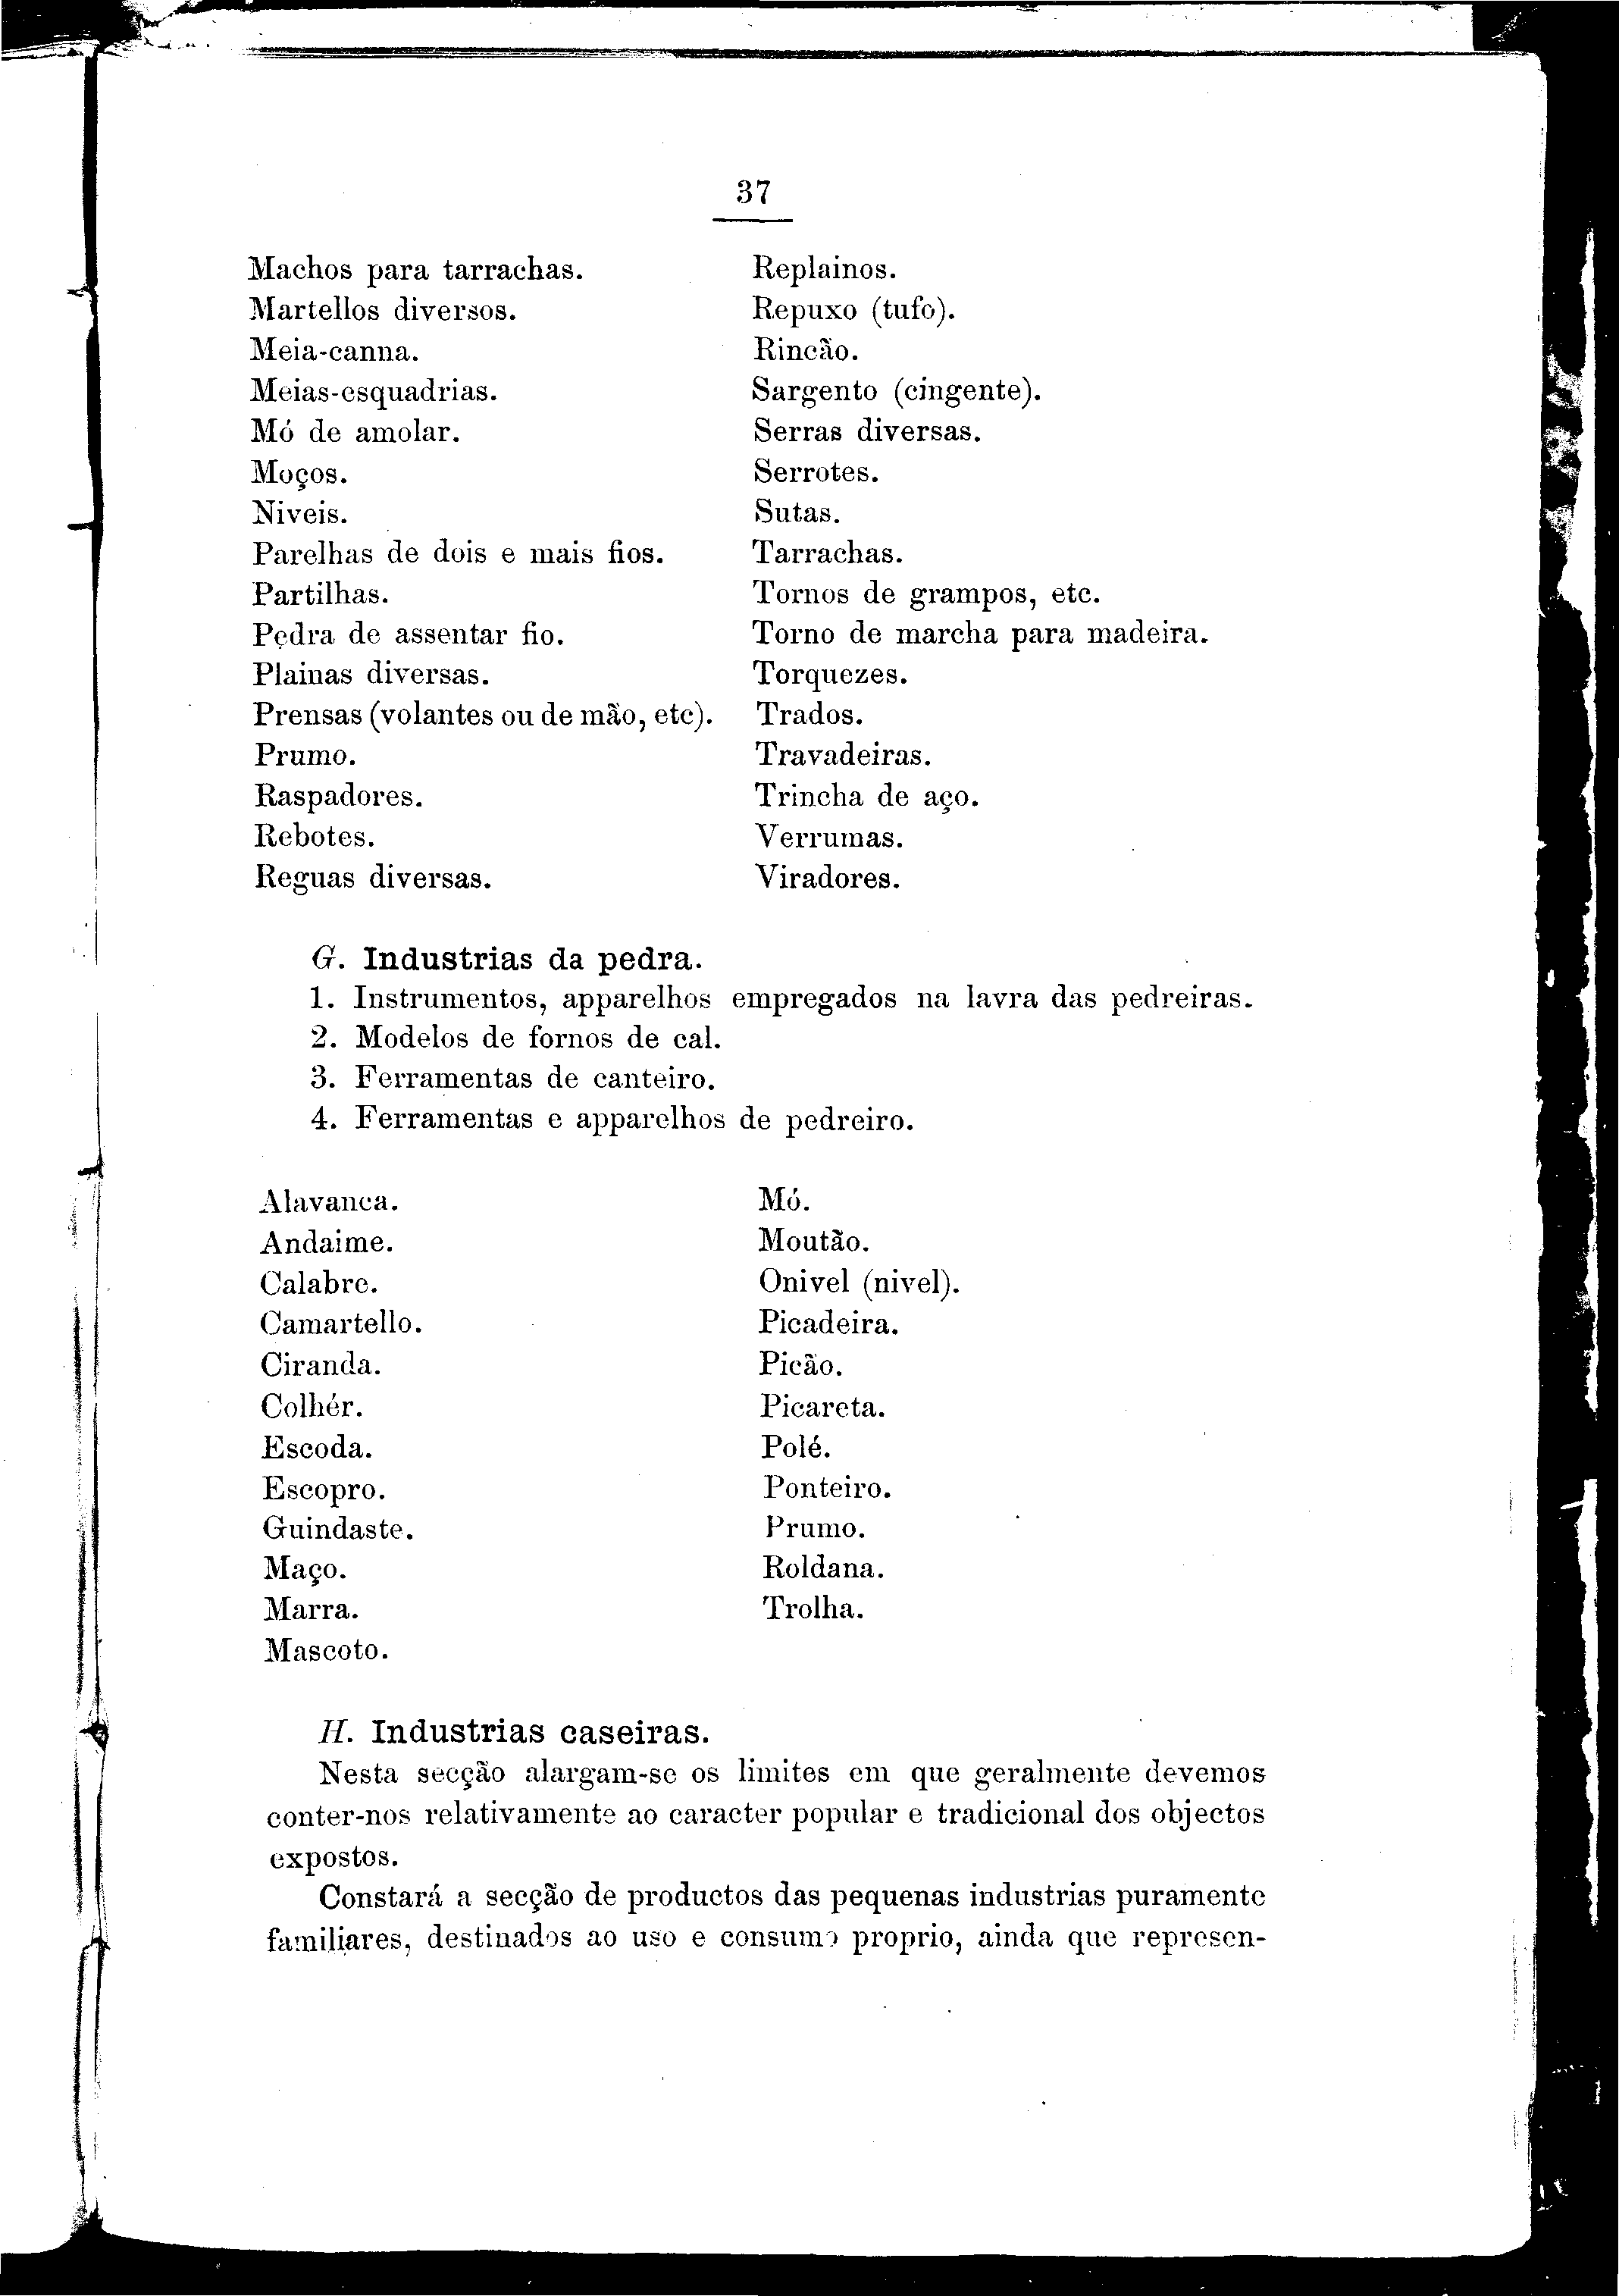 37
Machos para tarrachas.
Martellos diversos.
Meia-canna.
Meias-esquadrias.
Mó de amolar.
Moços.
Niveis.
Parelhas de dois e mais fios.
Partilhas.
Pedra de assentar fio.
Plainas diversas.
Prensas (volantes ou de mão, etc).
Prumo.
Raspadores.
Rebotes.
Reguas diversas.
Replainos.
Repuxo (tufo).
Rincão.
Sargento (cingente).
Serras diversas.
Serrotes.
Sutas.
Tarrachas.
Tornos de grampos, etc.
Torno de marcha para madeira.
Torquezes.
Trados.
Travadeiras.
Trincha de aço.
Verrumas.
Viradores.
G. Industrias da pedra.
1. Instrumentos, apparelhos empregados na lavra das pedreiras.
2. Modelos de fornos de cal.
3. Ferramentas de canteiro.
4. Ferramentas e apparelhos de pedreiro.
Alavanca.
Andaime.
Calabre.
Camartello.
Ciranda.
Colhér.
Escoda.
Escopro.
Guindaste.
Maço.
Marra.
Mascoto.
Mó.
Moutão.
Onivel (nivel).
Picadeira.
Picão.
Picareta.
Polé.
Ponteiro.
Prumo.
Roldana.
Trolha.
H. Industrias caseiras.
Nesta secção alargam-se os limites em que geralmente devemos
conter-nos relativamente ao caracter popular e tradicional dos objectos
expostos.
Constará a secção de productos das pequenas industrias puramente
familiares, destinados ao uso e consumo proprio, ainda que represen-